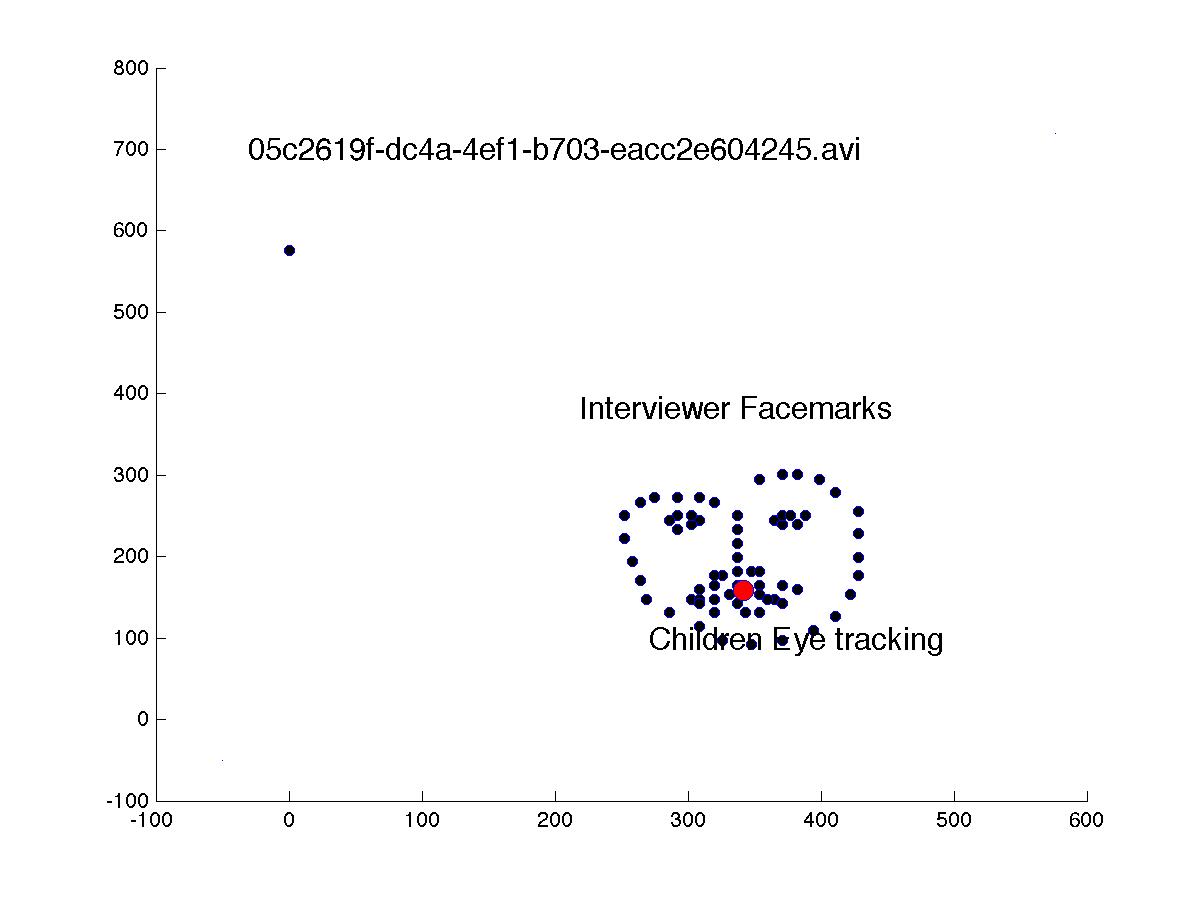 800
700
05c2619f-dc4a-4ef1-b703-eacc2e604245.avi
600
500
400
Interviewer Facemarks
300
200
100
Children Eye tracking
0
-100
-100 0 100 200 300 400 500 600